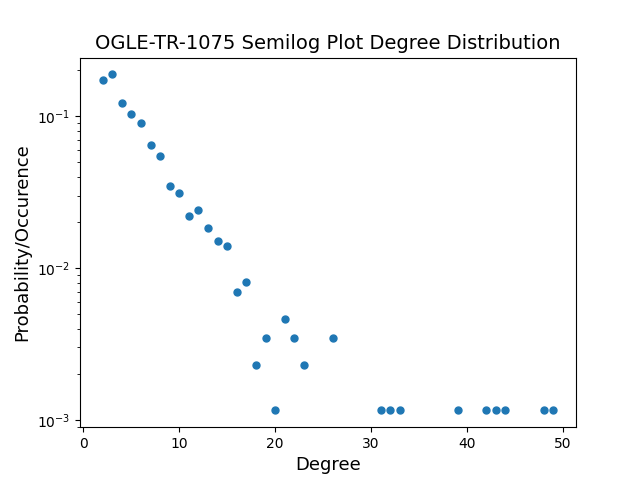 OGLE-TR-1075 Semilog Plot Degree Distribution
Probability/Occurence
10⁻¹
10⁻²
10⁻³
0 10 20 30 40 50
Degree